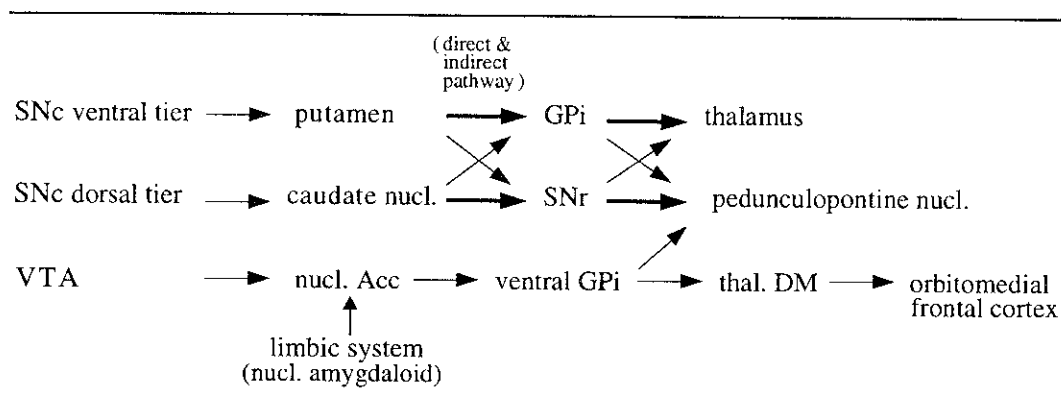 ( direct &
indirect
pathway )
SNc ventral tier putamen GPi thalamus
SNc dorsal tier caudate nucl. SNr pedunculopontine nucl.
VTA nucl. Acc ventral GPi thal. DM orbitomedial
frontal cortex
limbic system
(nucl. amygdaloid)